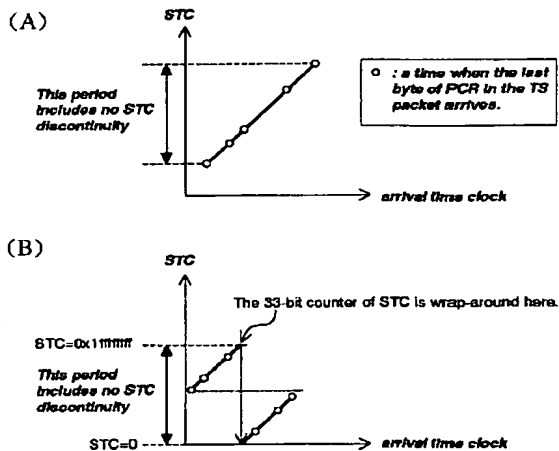 (A)
STC
This period
includes no STC
discontinuity
o : a time when the last
byte of PCR in the TS
packet arrives.
arrival time clock
(B)
STC
The 33-bit counter of STC is wrap-around here.
STC=0x1ffffffff
This period
includes no STC
discontinuity
STC=0
arrival time clock